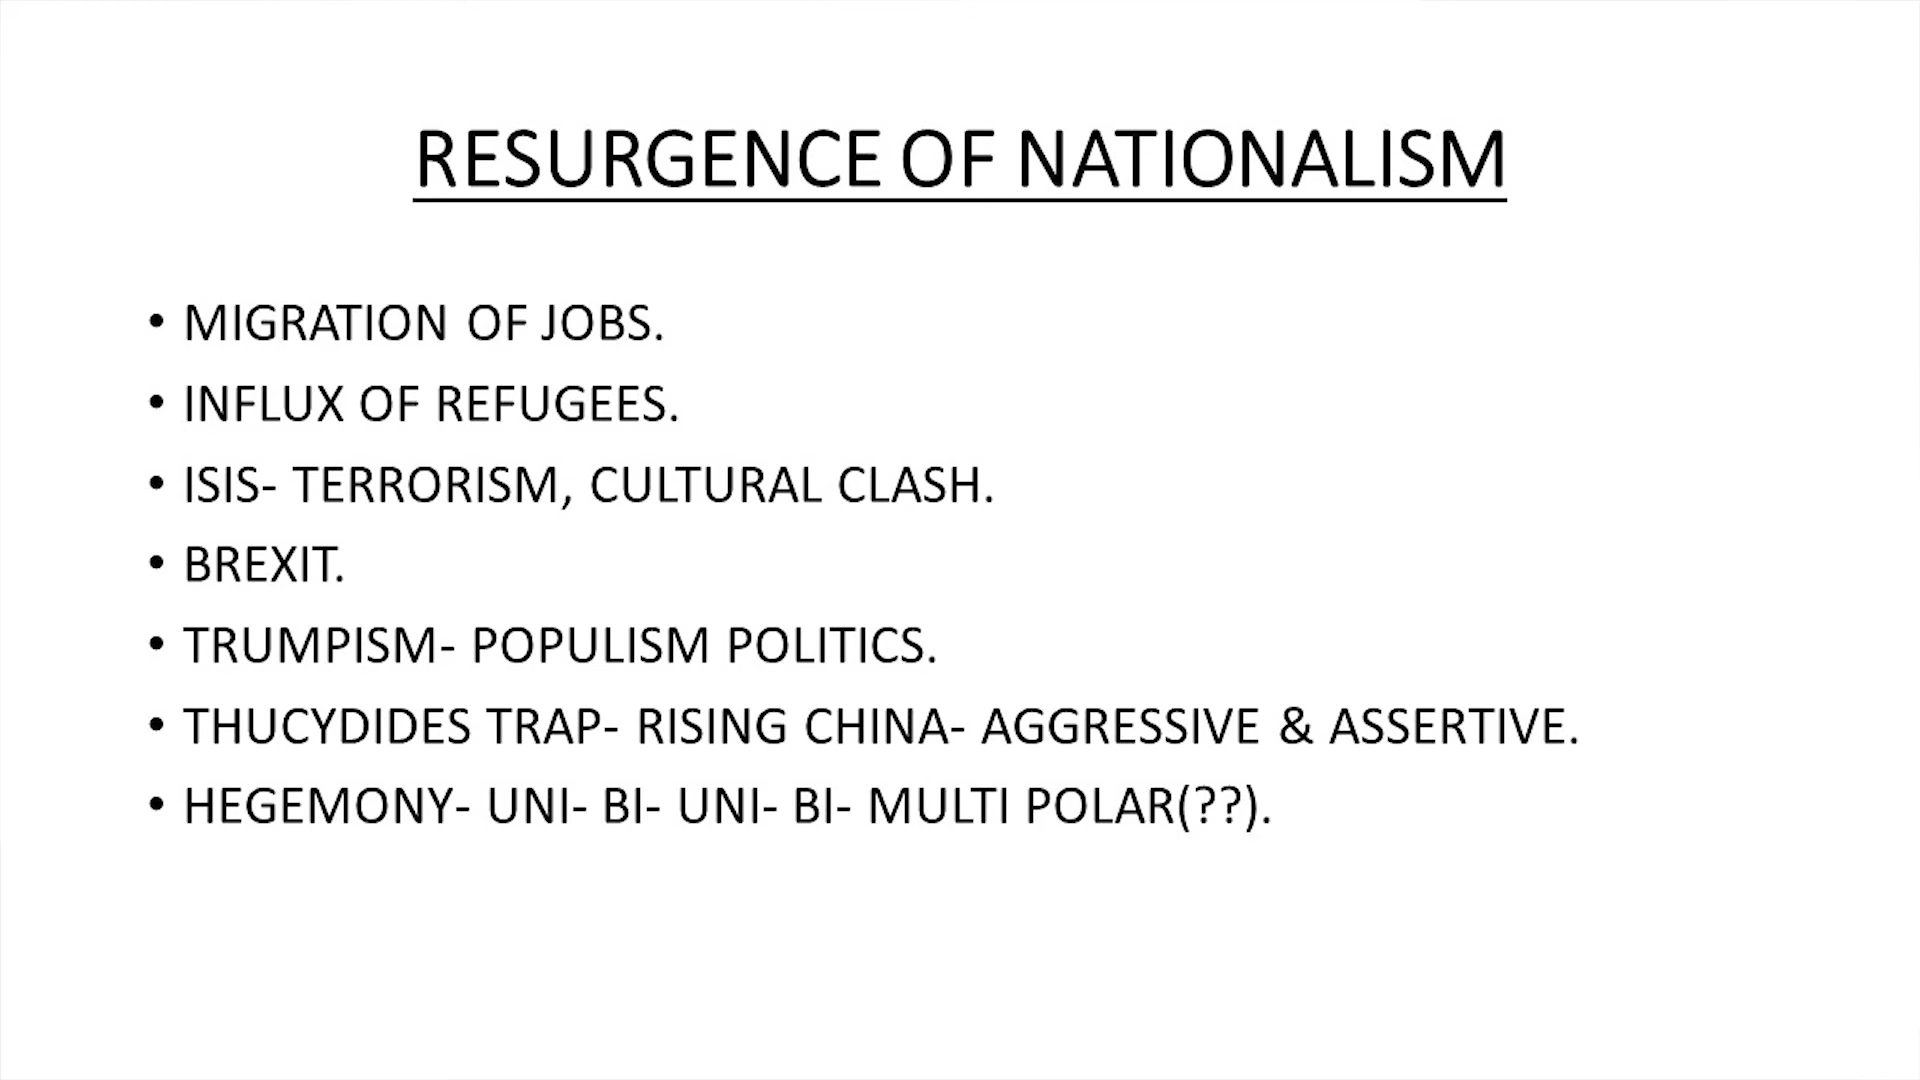 RESURGENCE OF NATIONALISM
• MIGRATION OF JOBS.
• INFLUX OF REFUGEES.
• ISIS- TERRORISM, CULTURAL CLASH.
• BREXIT.
• TRUMPISM- POPULISM POLITICS.
• THUCYDIDES TRAP- RISING CHINA- AGGRESSIVE & ASSERTIVE.
• HEGEMONY- UNI- BI- UNI- BI- MULTI POLAR(??).